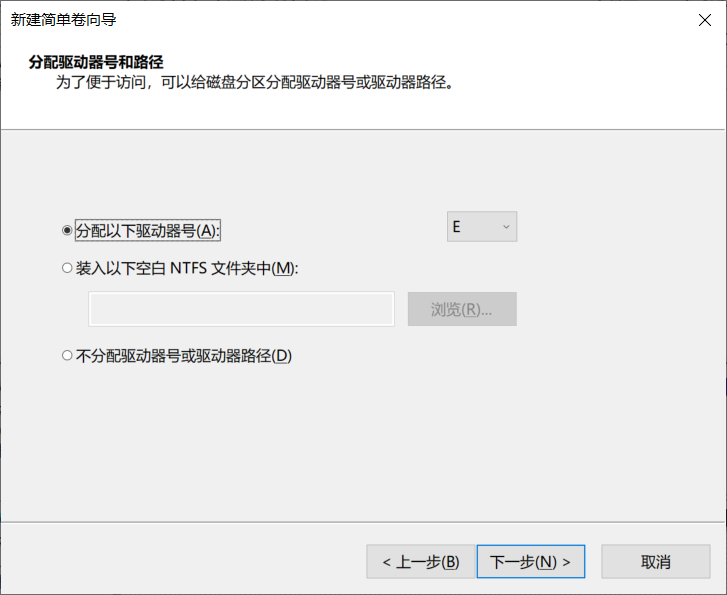 新建简单卷向导
分配驱动器号和路径
为了便于访问，可以给磁盘分区分配驱动器号或驱动器路径。
分配以下驱动器号(A): E
装入以下空白 NTFS 文件夹中(M):
浏览(R)...
不分配驱动器号或驱动器路径(D)
< 上一步(B) 下一步(N) > 取消